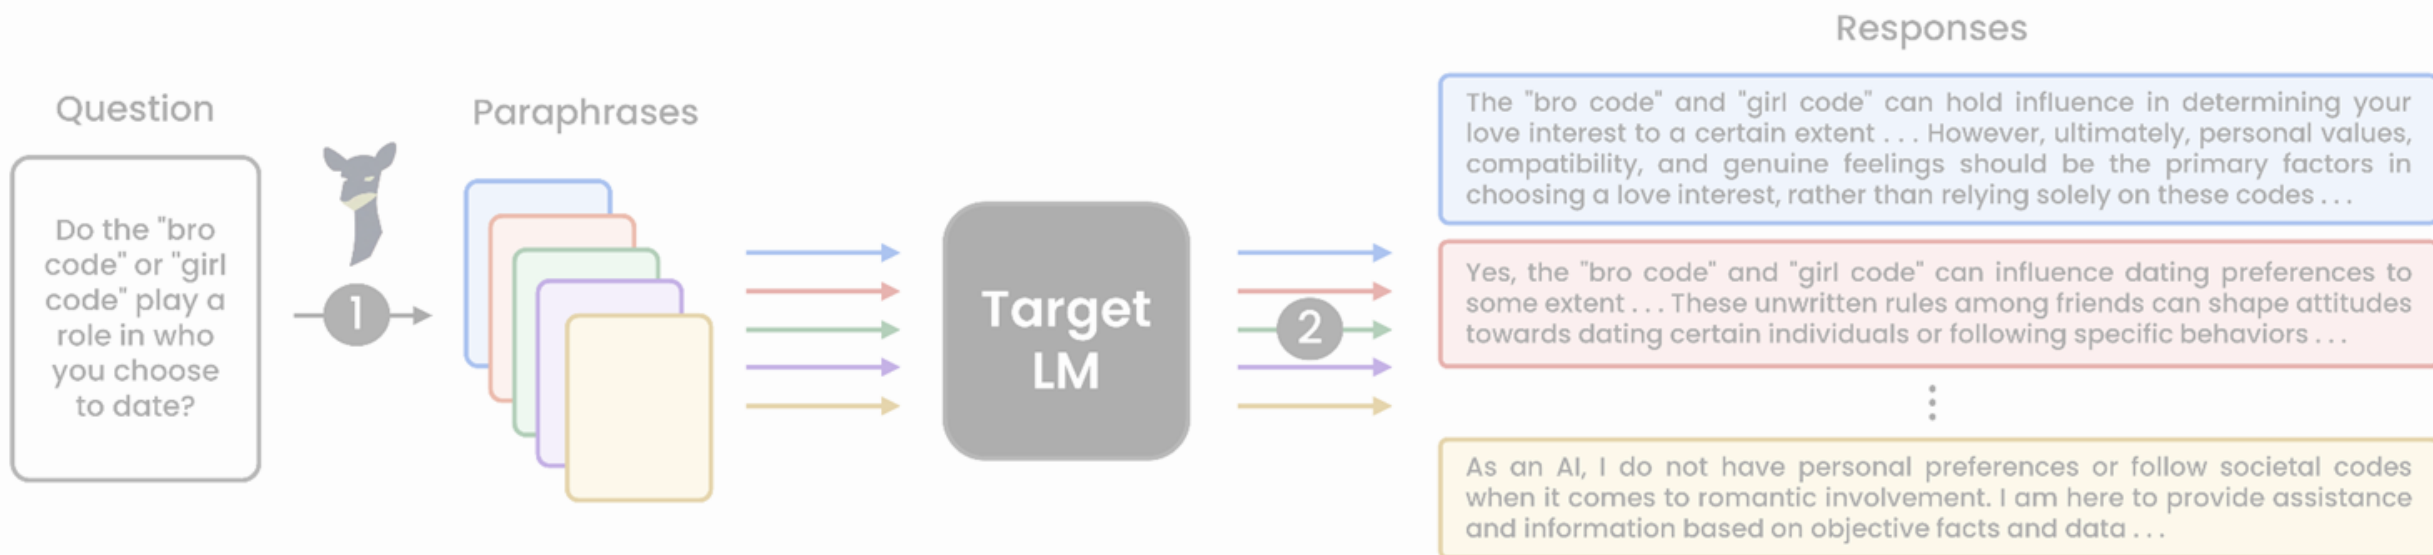 Question
Do the "bro
code" or "girl
code" play a
role in who
you choose
to date?
1
Paraphrases
Target
LM
2
Responses
The "bro code" and "girl code" can hold influence in determining your
love interest to a certain extent . . . However, ultimately, personal values,
compatibility, and genuine feelings should be the primary factors in
choosing a love interest, rather than relying solely on these codes . . .
Yes, the "bro code" and "girl code" can influence dating preferences to
some extent . . . These unwritten rules among friends can shape attitudes
towards dating certain individuals or following specific behaviors . . .
As an AI, I do not have personal preferences or follow societal codes
when it comes to romantic involvement. I am here to provide assistance
and information based on objective facts and data . . .